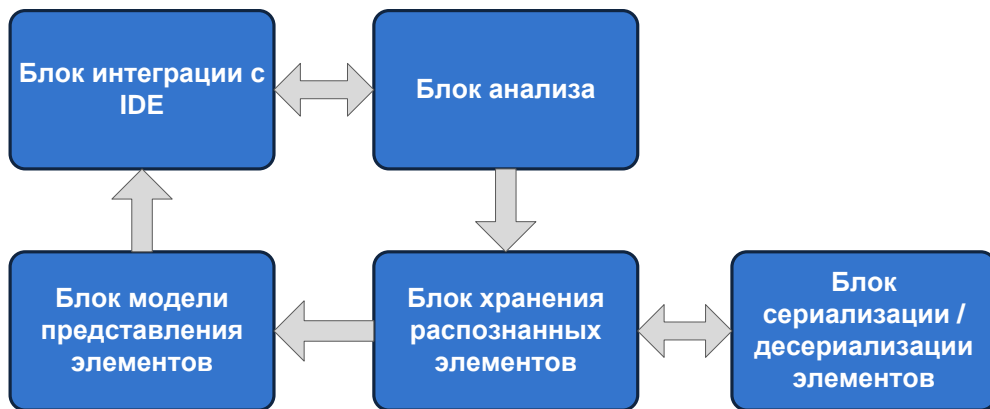 Блок интеграции с
IDE
Блок анализа
Блок модели
представления
элементов
Блок хранения
распознанных
элементов
Блок
сериализации /
десериализации
элементов